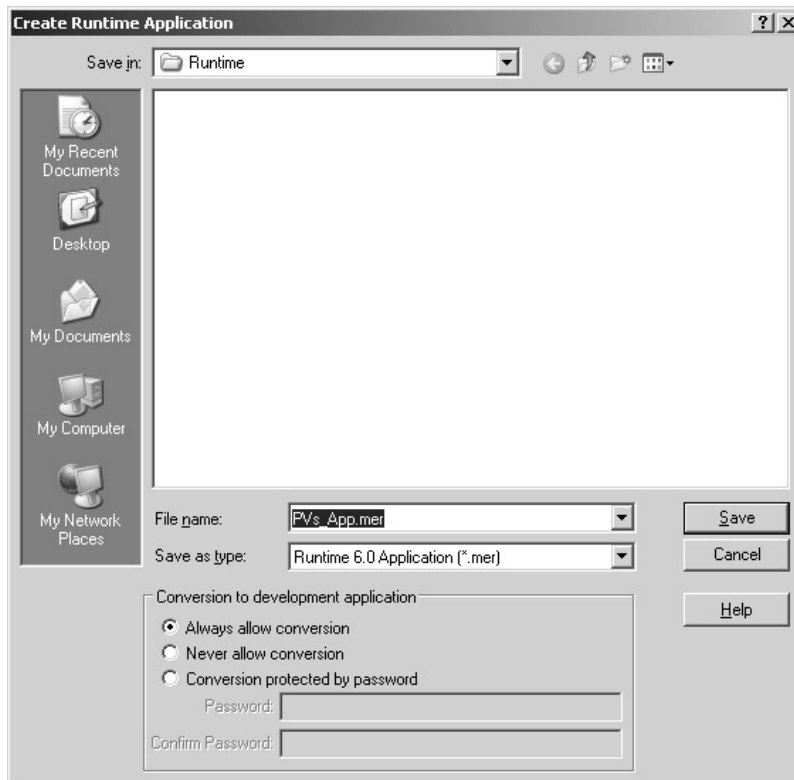 Create Runtime Application
Save in: Runtime
My Recent
Documents
Desktop
My Documents
My Computer
My Network
Places
File name: PVs_App.mer
Save
Save as type: Runtime 6.0 Application (*.mer)
Cancel
Conversion to development application
Help
Always allow conversion
Never allow conversion
Conversion protected by password
Password:
Confirm Password: